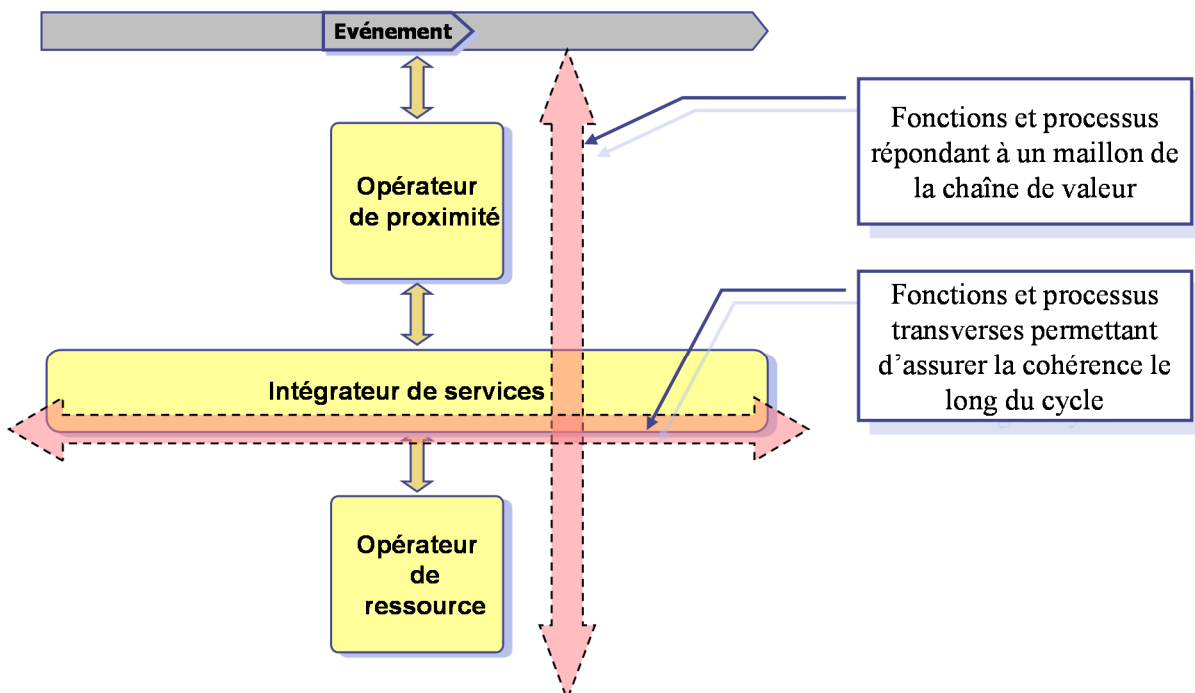 Evénement
Fonctions et processus
répondant à un maillon de
la chaîne de valeur
Opérateur
de proximité
Fonctions et processus
transverses permettant
d’assurer la cohérence le
long du cycle
Intégrateur de services
Opérateur
de
ressource